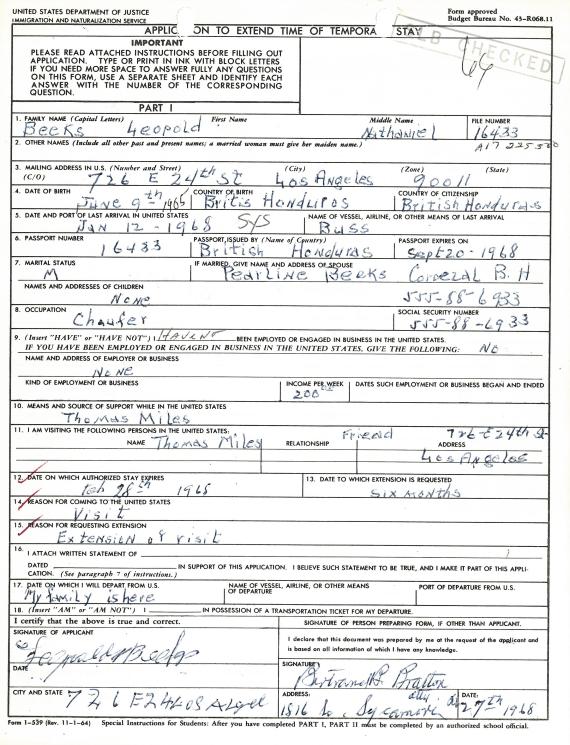 UNITED STATES DEPARTMENT OF JUSTICE
IMMIGRATION AND NATURALIZATION SERVICE
Form approved
Budget Bureau No. 43-R068.11
APPLIC ON TO EXTEND TIME OF TEMPORA STAY
CHECKED
IMPORTANT
PLEASE READ ATTACHED INSTRUCTIONS BEFORE FILLING OUT
APPLICATION. TYPE OR PRINT IN INK WITH BLOCK LETTERS
IF YOU NEED MORE SPACE TO ANSWER FULLY ANY QUESTIONS
ON THIS FORM, USE A SEPARATE SHEET AND IDENTIFY EACH
ANSWER WITH THE NUMBER OF THE CORRESPONDING
QUESTION.
PART I
1. FAMILY NAME (Capital Letters) First Name Middle Name FILE NUMBER
Beeks Leopold Nathaniel 16433
2. OTHER NAMES (Include all other past and present names; a married woman must give her maiden name.) A17 225 580
3. MAILING ADDRESS IN U.S. (Number and Street) (City) (Zone) (State)
(C/O) 726 E 24th St Los Angeles 90011
4. DATE OF BIRTH COUNTRY OF BIRTH COUNTRY OF CITIZENSHIP
June 9th Britis Honduros British Honduras
5. DATE AND PORT OF LAST ARRIVAL IN UNITED STATES NAME OF VESSEL, AIRLINE, OR OTHER MEANS OF LAST ARRIVAL
Jan 12-1968 SYS Buss
6. PASSPORT NUMBER PASSPORT ISSUED BY (Name of Country) PASSPORT EXPIRES ON
16433 British Honduras Sept 20-1968
7. MARITAL STATUS IF MARRIED, GIVE NAME AND ADDRESS OF SPOUSE
M Pearline Beeks Corozal B.H
NAMES AND ADDRESSES OF CHILDREN
None 555-88-6933
8. OCCUPATION SOCIAL SECURITY NUMBER
Chaufer 555-88-6933
9. (Insert "HAVE" or "HAVE NOT") I HAVENT BEEN EMPLOYED OR ENGAGED IN BUSINESS IN THE UNITED STATES.
IF YOU HAVE BEEN EMPLOYED OR ENGAGED IN BUSINESS IN THE UNITED STATES, GIVE THE FOLLOWING: No
NAME AND ADDRESS OF EMPLOYER OR BUSINESS
None
KIND OF EMPLOYMENT OR BUSINESS INCOME PER WEEK DATES SUCH EMPLOYMENT OR BUSINESS BEGAN AND ENDED
200
10. MEANS AND SOURCE OF SUPPORT WHILE IN THE UNITED STATES
Thomas Miles
11. I AM VISITING THE FOLLOWING PERSONS IN THE UNITED STATES: Friend 726-E 24th St
NAME Thomas Miley RELATIONSHIP ADDRESS
Los Angeles
12. DATE ON WHICH AUTHORIZED STAY EXPIRES 13. DATE TO WHICH EXTENSION IS REQUESTED
feb 28th 1968 six months
14. REASON FOR COMING TO THE UNITED STATES
Visit
15. REASON FOR REQUESTING EXTENSION
Extension of visit
16. I ATTACH WRITTEN STATEMENT OF
DATED IN SUPPORT OF THIS APPLICATION. I BELIEVE SUCH STATEMENT TO BE TRUE, AND I MAKE IT PART OF THIS APPLI-
CATION. (See paragraph 7 of instructions.)
17. DATE ON WHICH I WILL DEPART FROM U.S. NAME OF VESSEL, AIRLINE, OR OTHER MEANS OF DEPARTURE PORT OF DEPARTURE FROM U.S.
My family is here
18. (Insert "AM" or "AM NOT") I IN POSSESSION OF A TRANSPORTATION TICKET FOR MY DEPARTURE.
I certify that the above is true and correct. SIGNATURE OF PERSON PREPARING FORM, IF OTHER THAN APPLICANT.
SIGNATURE OF APPLICANT
I declare that this document was prepared by me at the request of the applicant and
is based on all information of which I have any knowledge.
Leopold N Beeks
DATE
SIGNATURE
Bertrand Bratton
CITY AND STATE 726 E24 Los Angel
ADDRESS: DATE:
1816 So. Sycamore 27th 1968
Form I-539 (Rev. 11-1-64) Special Instructions for Students: After you have completed PART I, PART II must be completed by an authorized school official.